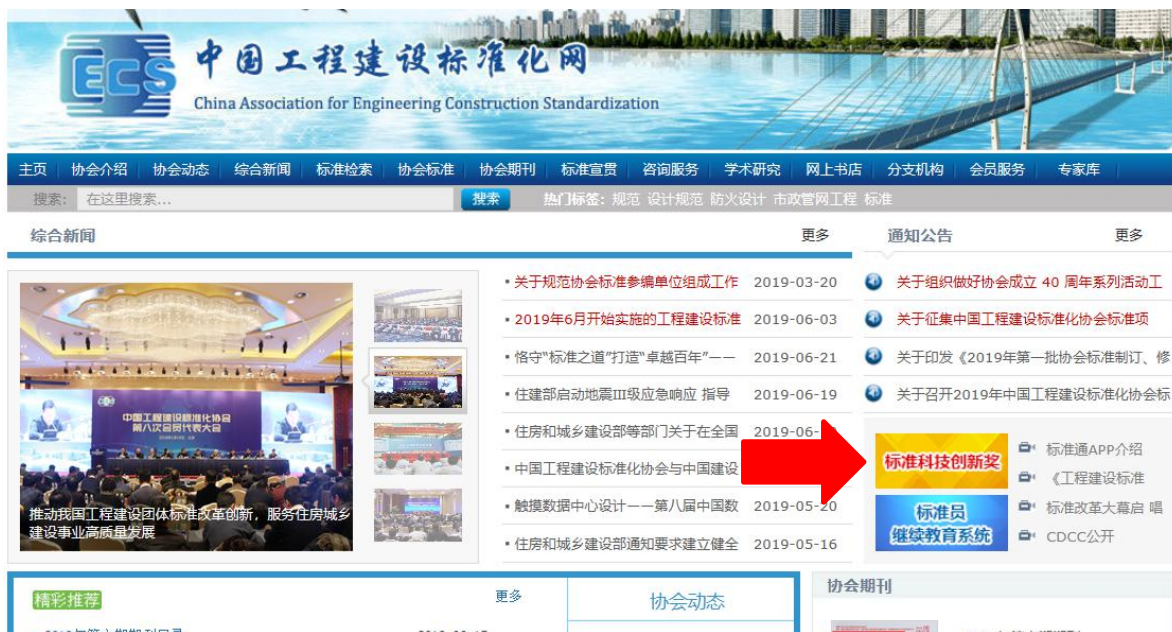 ECS
中国工程建设标准化网
China Association for Engineering Construction Standardization
主页 协会介绍 协会动态 综合新闻 标准检索 协会标准 协会期刊 标准宣贯 咨询服务 学术研究 网上书店 分支机构 会员服务 专家库
搜索: 在这里搜索... 搜索 热门标签: 规范 设计规范 防火设计 市政管网工程 标准
综合新闻 更多
中国工程建设标准化协会
第八次会员代表大会
推动我国工程建设团体标准改革创新，服务住房城乡
建设事业高质量发展
关于规范协会标准参编单位组成工作 2019-03-20
2019年6月开始实施的工程建设标准 2019-06-03
恪守“标准之道”打造“卓越百年”—— 2019-06-21
住建部启动地震III级应急响应 指导 2019-06-19
住房和城乡建设部等部门关于在全国 2019-06-
中国工程建设标准化协会与中国建设
触摸数据中心设计——第八届中国数 2019-05-20
住房和城乡建设部通知要求建立健全 2019-05-16
通知公告 更多
关于组织做好协会成立 40 周年系列活动工
关于征集中国工程建设标准化协会标准项
关于印发《2019年第一批协会标准制订、修
关于召开2019年中国工程建设标准化协会标
标准科技创新奖
标准员
继续教育系统
标准通APP介绍
《工程建设标准
标准改革大幕启 唱
CDCC公开
精彩推荐 更多
协会动态
协会期刊